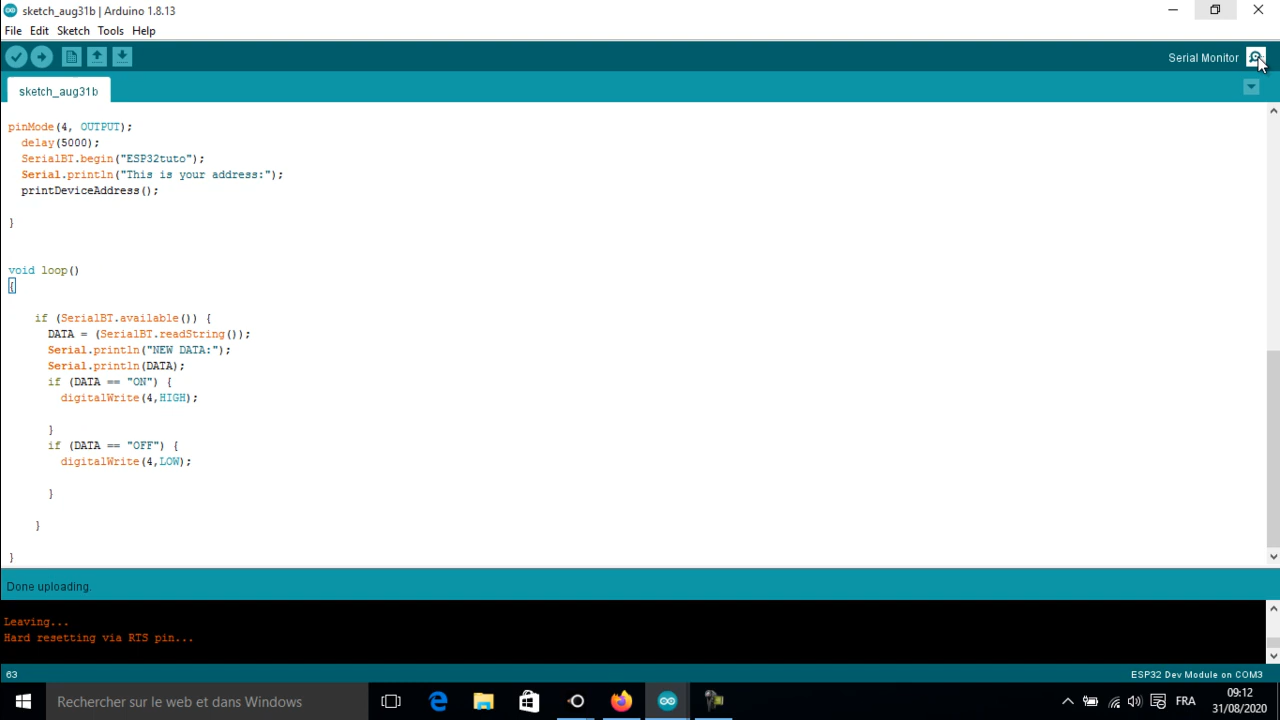 sketch_aug31b | Arduino 1.8.13
File Edit Sketch Tools Help
Serial Monitor
sketch_aug31b
pinMode(4, OUTPUT);
delay(5000);
SerialBT.begin("ESP32tuto");
Serial.println("This is your address:");
printDeviceAddress();
}
void loop()
{
if (SerialBT.available()) {
DATA = (SerialBT.readString());
Serial.println("NEW DATA:");
Serial.println(DATA);
if (DATA == "ON") {
digitalWrite(4,HIGH);
}
if (DATA == "OFF") {
digitalWrite(4,LOW);
}
}
}
Done uploading.
Leaving...
Hard resetting via RTS pin...
63
ESP32 Dev Module on COM3
Rechercher sur le web et dans Windows
FRA
09:12
31/08/2020